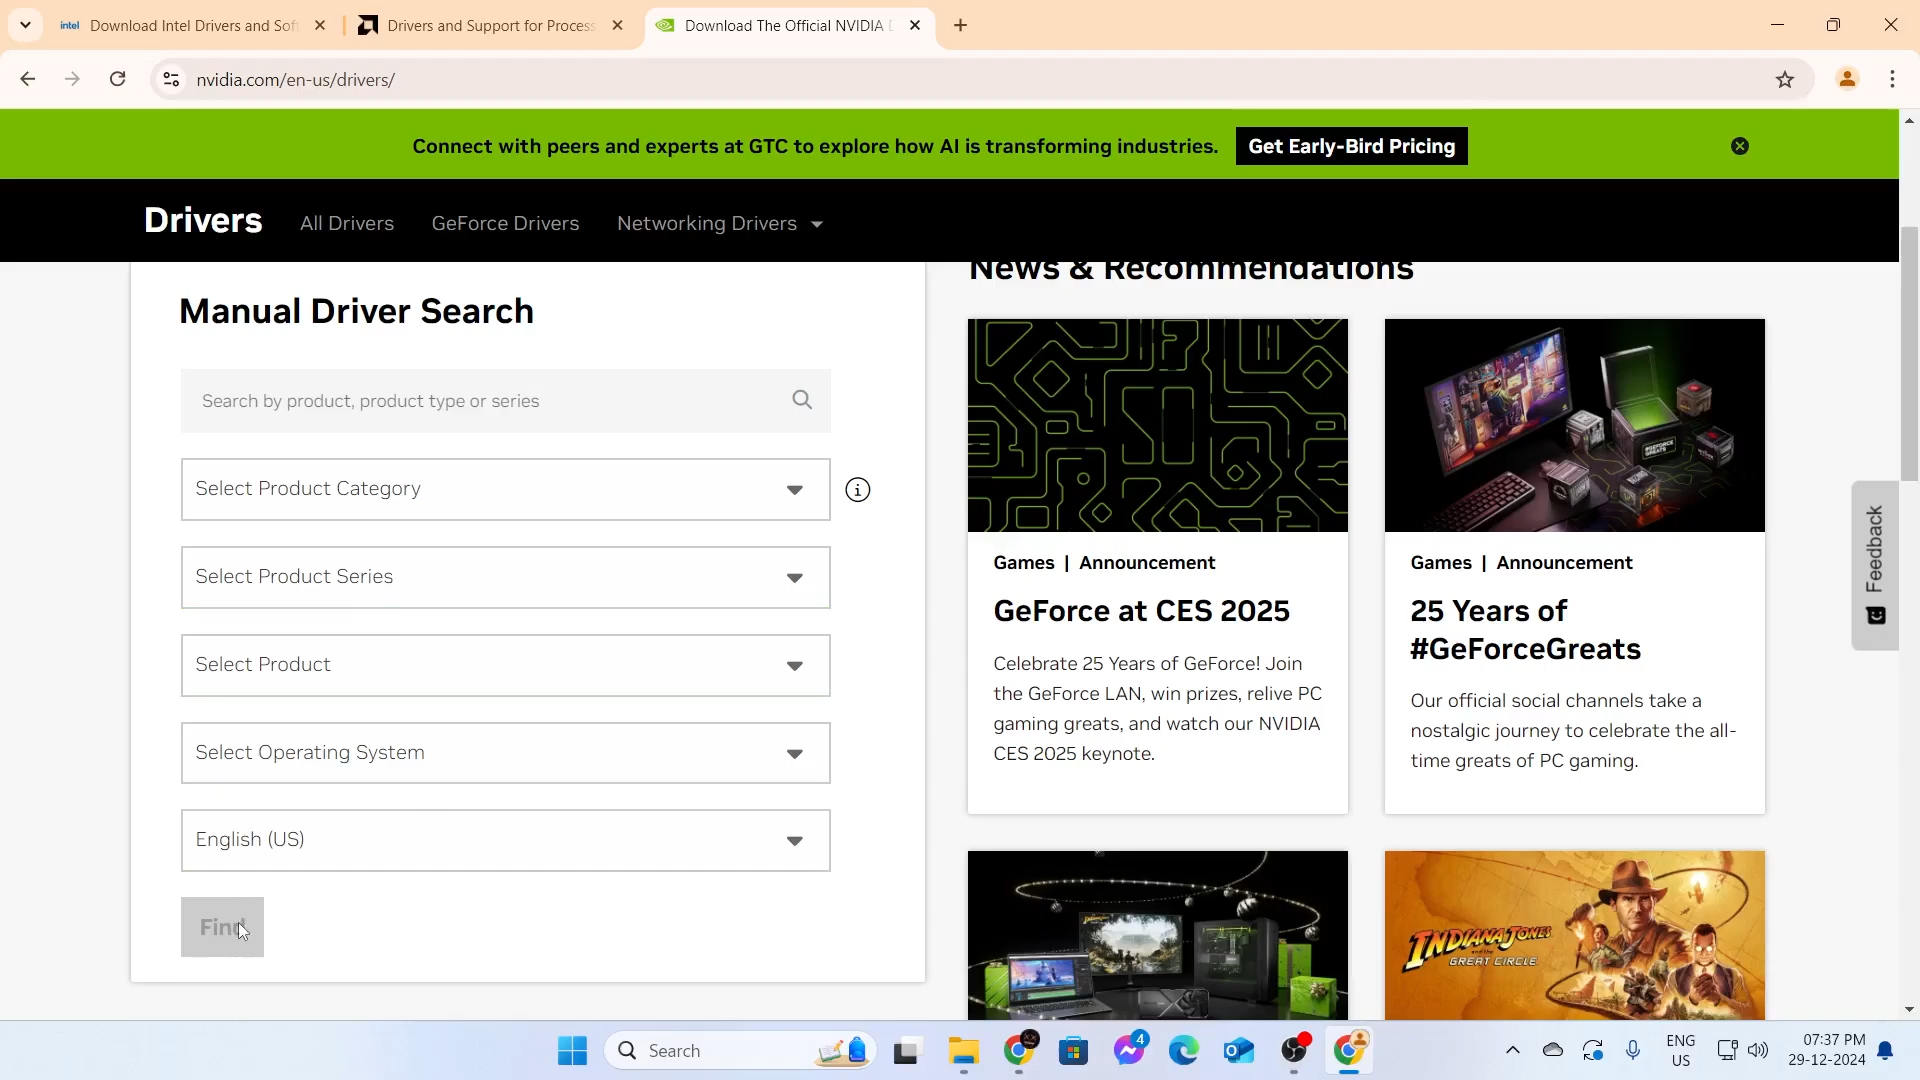 intel Download Intel Drivers and Sof
Drivers and Support for Process
Download The Official NVIDIA D
nvidia.com/en-us/drivers/
Connect with peers and experts at GTC to explore how AI is transforming industries.
Get Early-Bird Pricing
Drivers
All Drivers
GeForce Drivers
Networking Drivers
Manual Driver Search
Search by product, product type or series
Select Product Category
Select Product Series
Select Product
Select Operating System
English (US)
Find
News & Recommendations
Games | Announcement
GeForce at CES 2025
Celebrate 25 Years of GeForce! Join
the GeForce LAN, win prizes, relive PC
gaming greats, and watch our NVIDIA
CES 2025 keynote.
Games | Announcement
25 Years of
#GeForceGreats
Our official social channels take a
nostalgic journey to celebrate the all-
time greats of PC gaming.
INDIANA JONES
GREAT CIRCLE
Feedback
Search
4
ENG
US
07:37 PM
29-12-2024